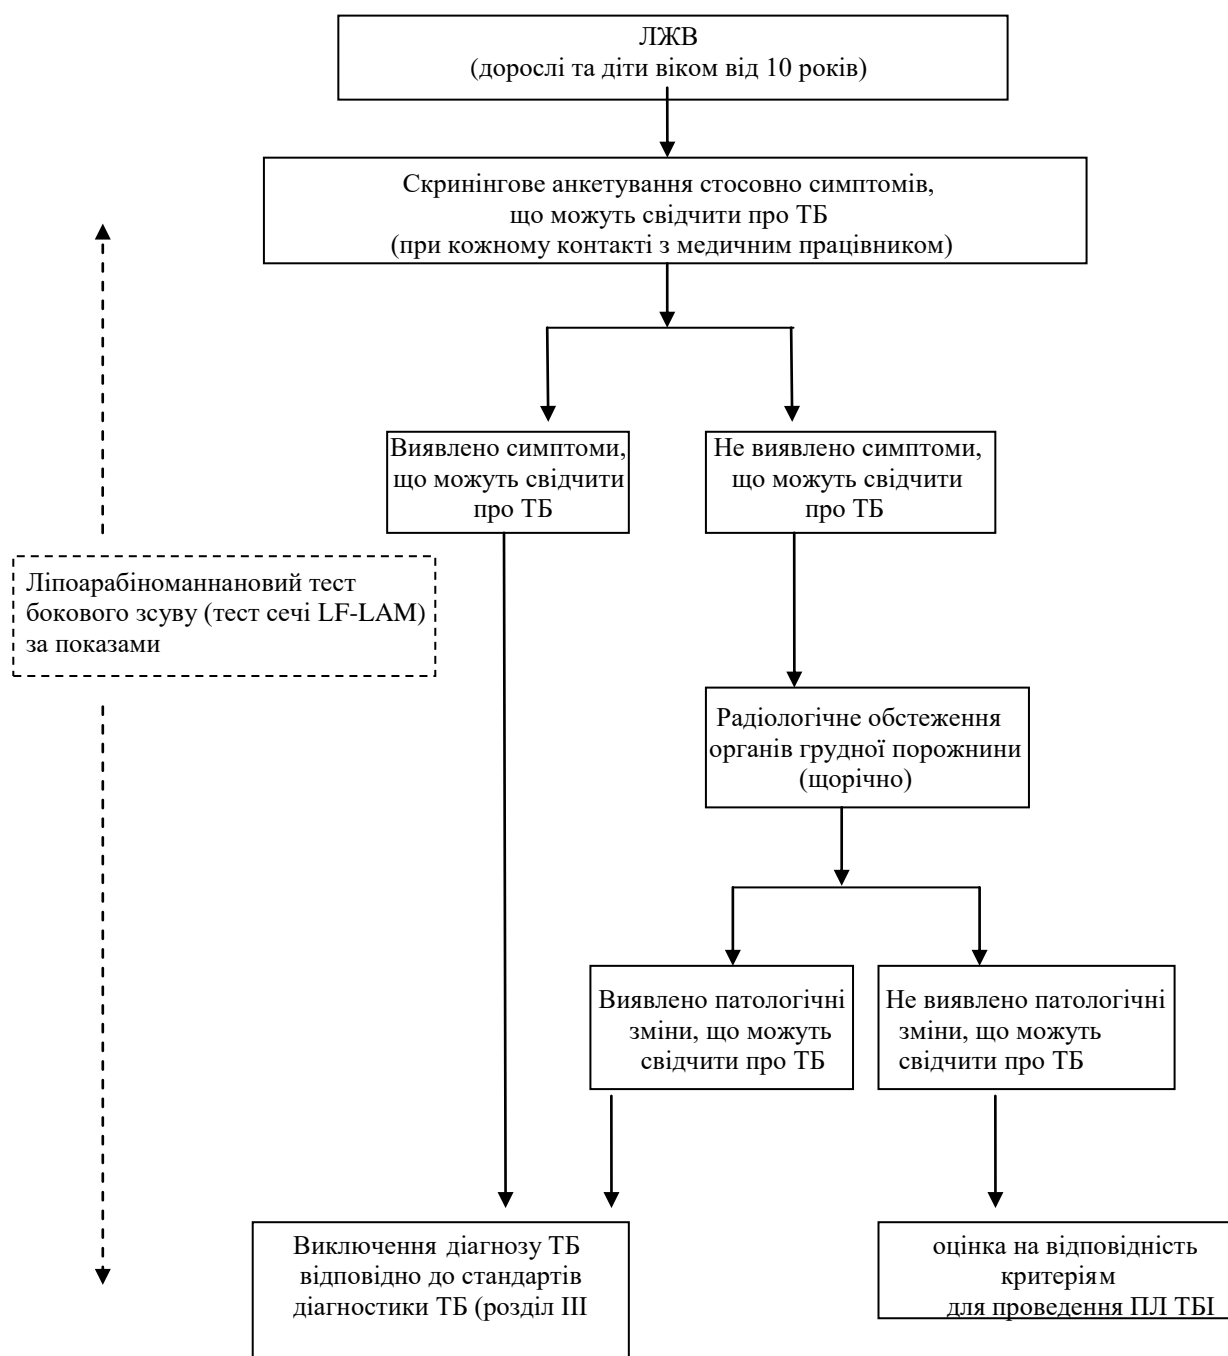 ЛЖВ
(дорослі та діти віком від 10 років)
Скринінгове анкетування стосовно симптомів,
що можуть свідчити про ТБ
(при кожному контакті з медичним працівником)
Виявлено симптоми,
що можуть свідчити
про ТБ
Не виявлено симптоми,
що можуть свідчити
про ТБ
Ліпоарабіноманнановий тест
бокового зсуву (тест сечі LF-LAM)
за показами
Радіологічне обстеження
органів грудної порожнини
(щорічно)
Виявлено патологічні
зміни, що можуть
свідчити про ТБ
Не виявлено патологічні
зміни, що можуть
свідчити про ТБ
Виключення діагнозу ТБ
відповідно до стандартів
діагностики ТБ (розділ III
оцінка на відповідність
критеріям
для проведення ПЛ ТБІ